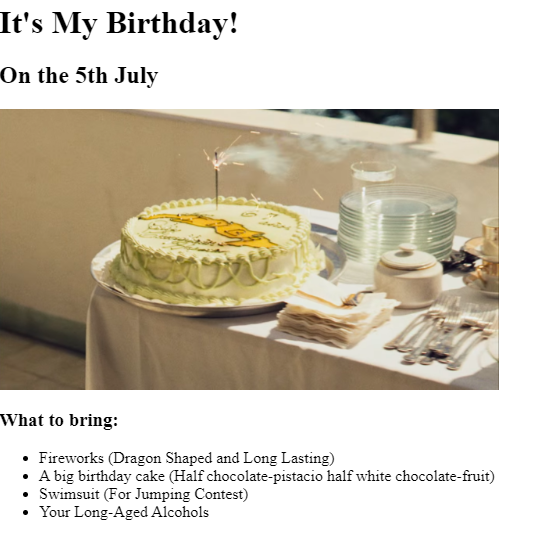 It's My Birthday!
On the 5th July
What to bring:
Fireworks (Dragon Shaped and Long Lasting)
A big birthday cake (Half chocolate-pistacio half white chocolate-fruit)
Swimsuit (For Jumping Contest)
Your Long-Aged Alcohols